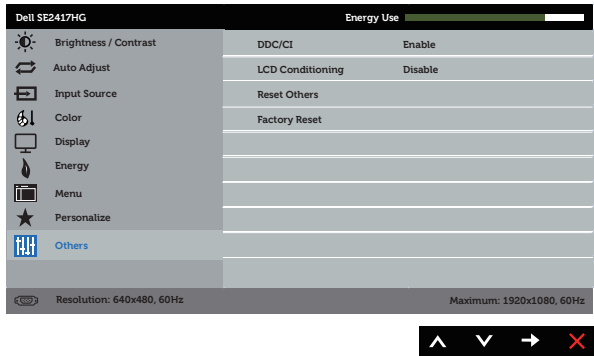 Dell SE2417HG
Energy Use
Brightness / Contrast
DDC/CI
Enable
Auto Adjust
LCD Conditioning
Disable
Input Source
Reset Others
Color
Factory Reset
Display
Energy
Menu
Personalize
Others
Resolution: 640x480, 60Hz
Maximum: 1920x1080, 60Hz